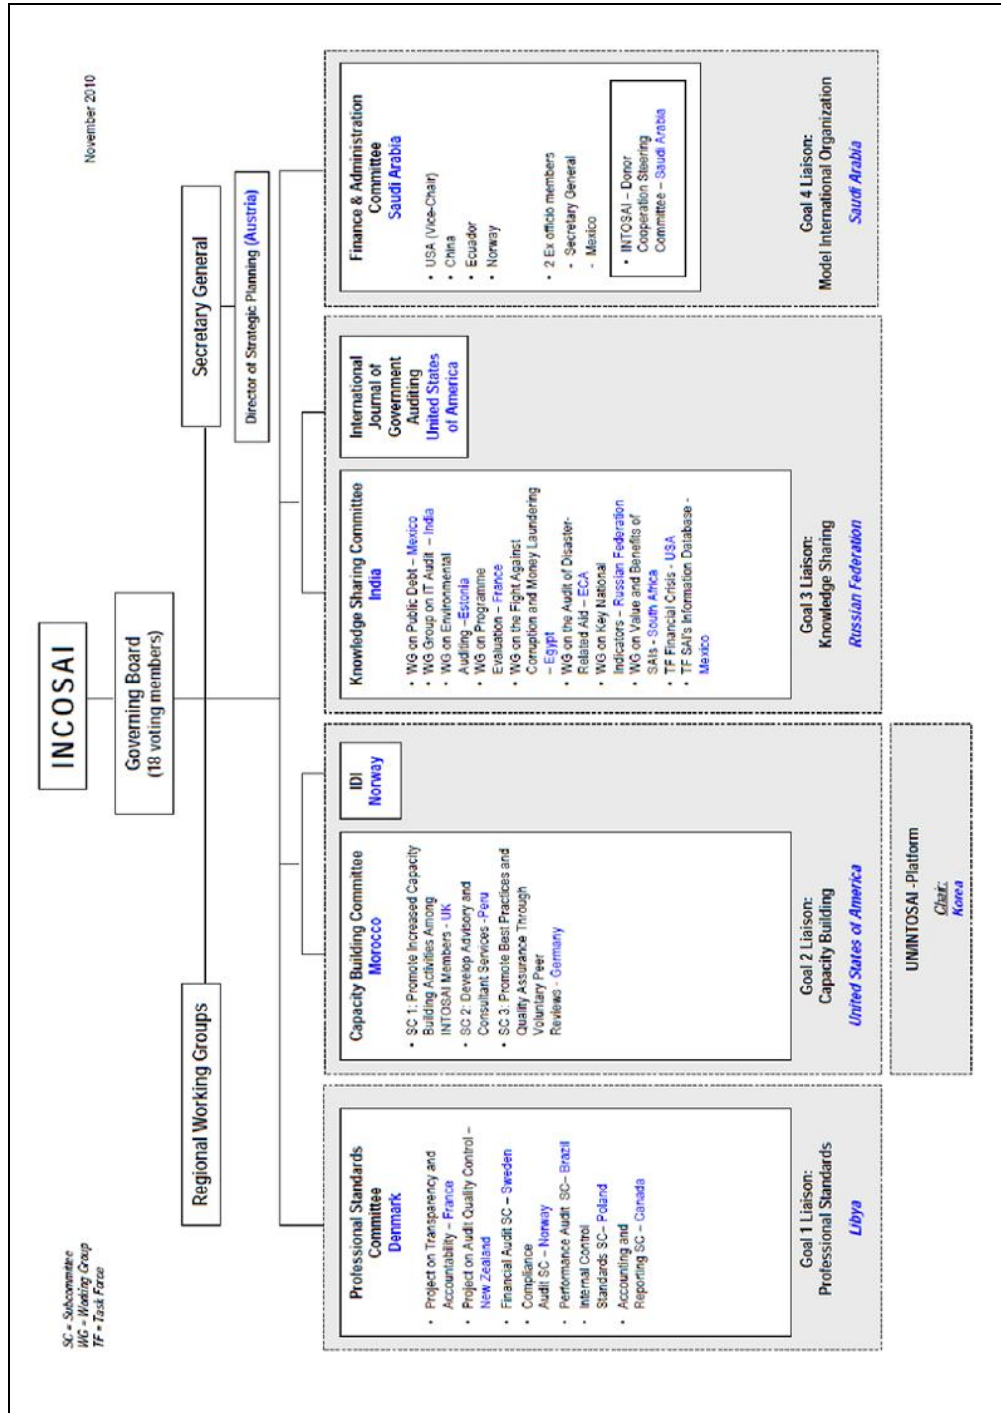 SC = Subcommittee
WG = Working Group
TF = Task Force
November 2010
INCOSAI
Governing Board
(18 voting members)
Regional Working Groups
Secretary General
Director of Strategic Planning (Austria)
Professional Standards
Committee
Denmark
• Project on Transparency and
Accountability – France
• Project on Audit Quality Control –
New Zealand
• Financial Audit SC – Sweden
• Compliance
Audit SC – Norway
• Performance Audit SC– Brazil
• Internal Control
Standards SC– Poland
• Accounting and
Reporting SC – Canada
Goal 1 Liaison:
Professional Standards
Libya
Capacity Building Committee
Morocco
• SC 1: Promote Increased Capacity
Building Activities Among
INTOSAI Members - UK
• SC 2: Develop Advisory and
Consultant Services -Peru
• SC 3: Promote Best Practices and
Quality Assurance Through
Voluntary Peer
Reviews - Germany
IDI
Norway
Goal 2 Liaison:
Capacity Building
United States of America
UN/INTOSAI -Platform
Chair:
Korea
Knowledge Sharing Committee
India
• WG on Public Debt – Mexico
• WG Group on IT Audit – India
• WG on Environmental
Auditing –Estonia
• WG on Programme
Evaluation – France
• WG on the Fight Against
Corruption and Money Laundering
– Egypt
• WG on the Audit of Disaster-
Related Aid – ECA
• WG on Key National
Indicators – Russian Federation
• WG on Value and Benefits of
SAIs - South Africa
• TF Financial Crisis - USA
• TF SAI's Information Database -
Mexico
International
Journal of
Government
Auditing
United States
of America
Goal 3 Liaison:
Knowledge Sharing
Russian Federation
Finance & Administration
Committee
Saudi Arabia
• USA (Vice-Chair)
• China
• Ecuador
• Norway
• 2 Ex officio members
- Secretary General
- Mexico
• INTOSAI – Donor
Cooperation Steering
Committee – Saudi Arabia
Goal 4 Liaison:
Model International Organization
Saudi Arabia